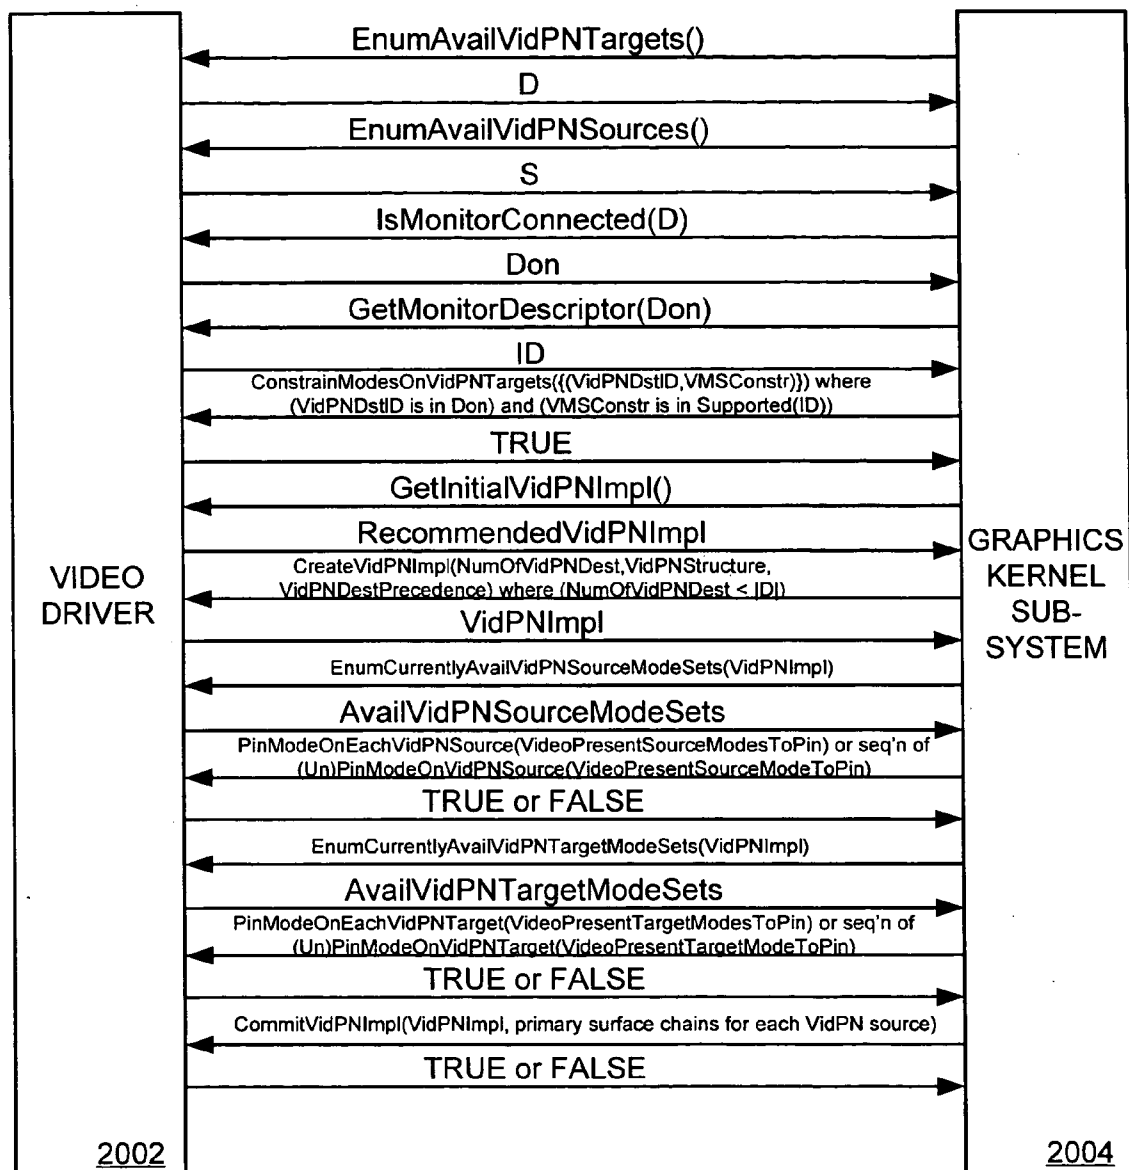 EnumAvailVidPNTargets()
D
EnumAvailVidPNSources()
S
IsMonitorConnected(D)
Don
GetMonitorDescriptor(Don)
ID
ConstrainModesOnVidPNTargets({(VidPNDstID,VMSConstr)}) where
(VidPNDstID is in Don) and (VMSConstr is in Supported(ID))
TRUE
GetInitialVidPNImpl()
RecommendedVidPNImpl
CreateVidPNImpl(NumOfVidPNDest,VidPNStructure,
VidPNDestPrecedence) where (NumOfVidPNDest < |D|)
VidPNImpl
EnumCurrentlyAvailVidPNSourceModeSets(VidPNImpl)
AvailVidPNSourceModeSets
PinModeOnEachVidPNSource(VideoPresentSourceModesToPin) or seq'n of
(Un)PinModeOnVidPNSource(VideoPresentSourceModeToPin)
TRUE or FALSE
EnumCurrentlyAvailVidPNTargetModeSets(VidPNImpl)
AvailVidPNTargetModeSets
PinModeOnEachVidPNTarget(VideoPresentTargetModesToPin) or seq'n of
(Un)PinModeOnVidPNTarget(VideoPresentTargetModeToPin)
TRUE or FALSE
CommitVidPNImpl(VidPNImpl, primary surface chains for each VidPN source)
TRUE or FALSE
VIDEO
DRIVER
2002
GRAPHICS
KERNEL
SUB-
SYSTEM
2004